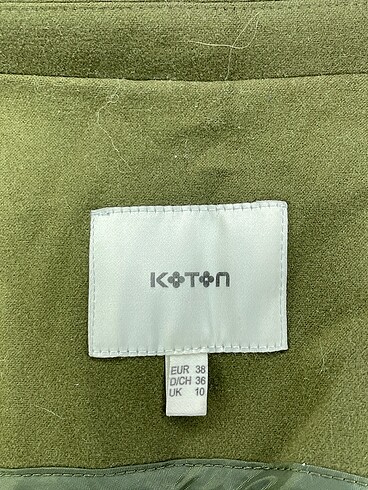 KOTON
EUR 38
D/CH 36
UK 10